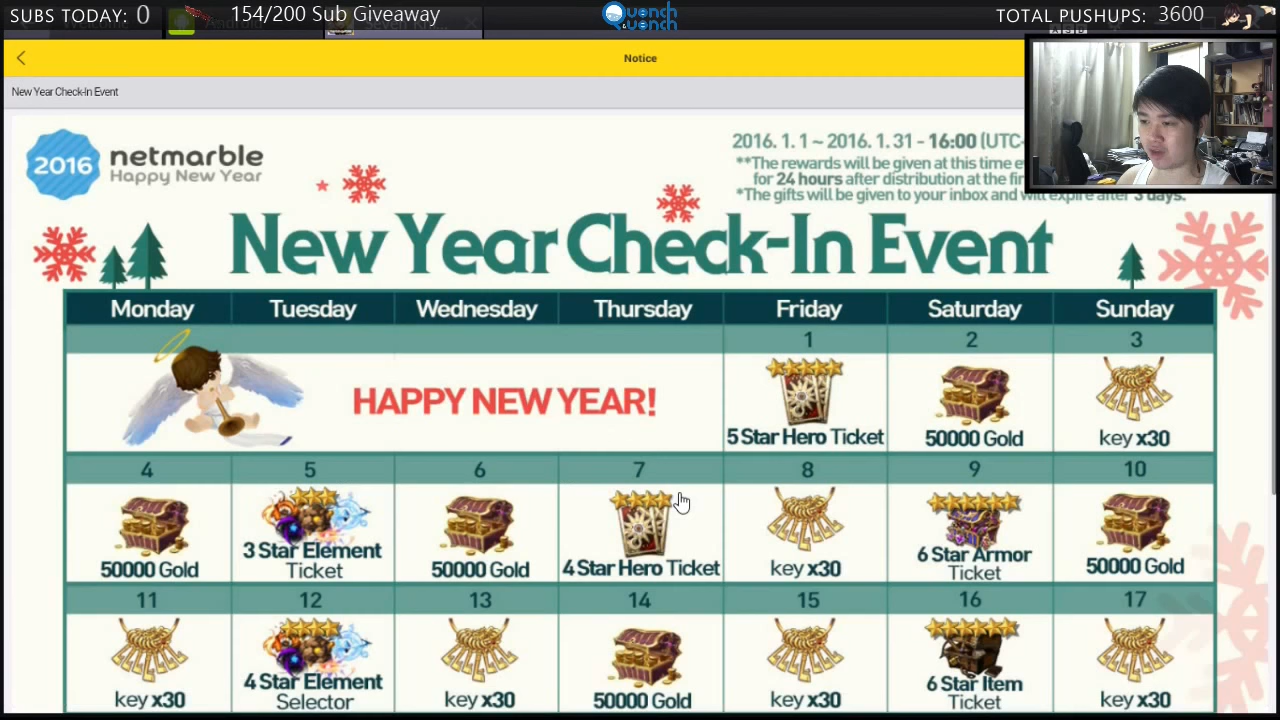 SUBS TODAY: 0
154/200 Sub Giveaway
Quench
Quench
TOTAL PUSHUPS: 3600
Notice
New Year Check-In Event
2016
netmarble
Happy New Year
2016. 1. 1 ~ 2016. 1.31 - 16:00 (UTC-
**The rewards will be given at this time
for 24 hours after distribution at the
*The gifts will be given to your inbox and will expire after 3 days.
New Year Check-In Event
Monday Tuesday Wednesday Thursday Friday Saturday Sunday
1 2 3
HAPPY NEW YEAR!
5 Star Hero Ticket 50000 Gold key x30
4 5 6 7 8 9 10
50000 Gold 3 Star Element Ticket 50000 Gold 4 Star Hero Ticket key x30 6 Star Armor Ticket 50000 Gold
11 12 13 14 15 16 17
key x30 4 Star Element Selector key x30 50000 Gold key x30 6 Star Item Ticket key x30